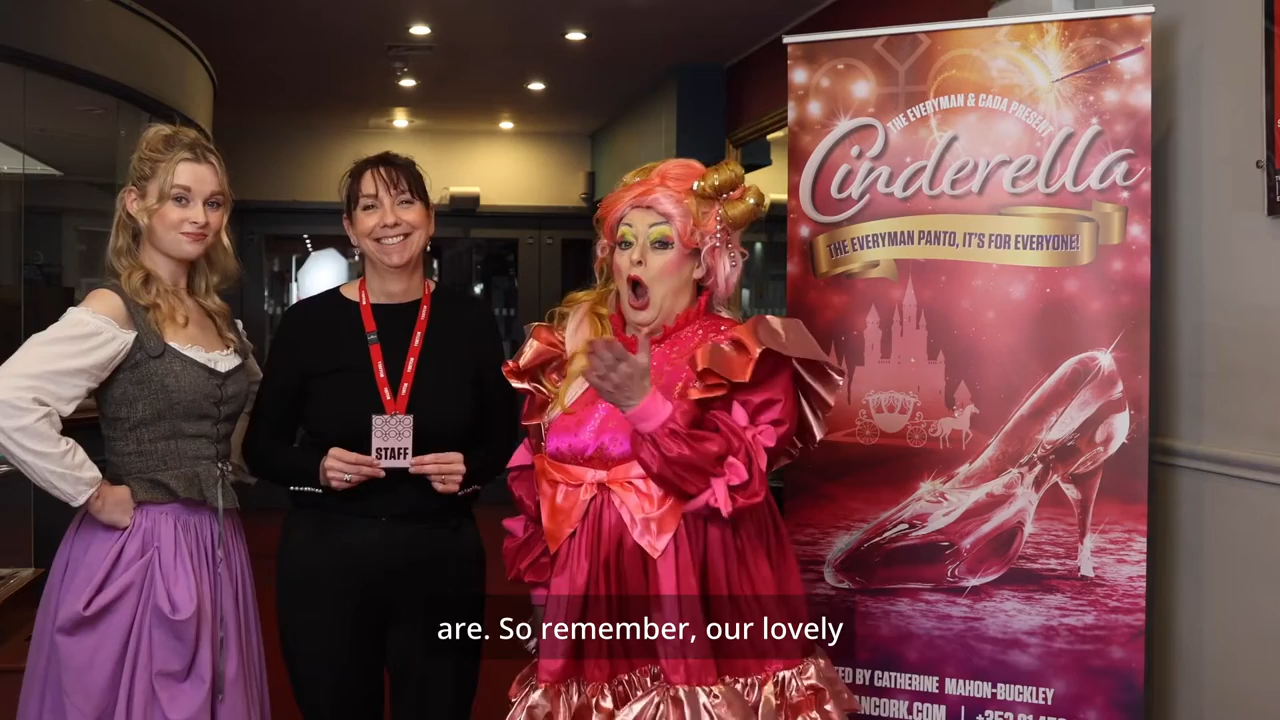 THE EVERYMAN & CADA PRESENT
Cinderella
THE EVERYMAN PANTO, IT'S FOR EVERYONE!
STAFF
are. So remember, our lovely
BY CATHERINE MAHON-BUCKLEY